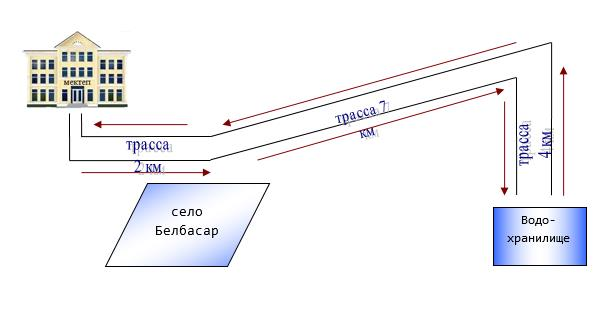 мектеп
трасса
2 км
трасса 7
км
трасса
4 км
село
Белбасар
Водо-
хранилище